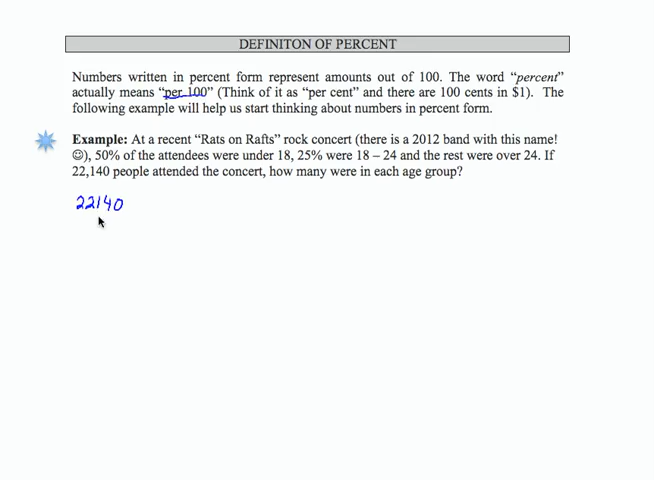 DEFINITON OF PERCENT
Numbers written in percent form represent amounts out of 100. The word “percent”
actually means “per 100” (Think of it as “per cent” and there are 100 cents in $1). The
following example will help us start thinking about numbers in percent form.
Example: At a recent “Rats on Rafts” rock concert (there is a 2012 band with this name!
☺), 50% of the attendees were under 18, 25% were 18 – 24 and the rest were over 24. If
22,140 people attended the concert, how many were in each age group?
22140